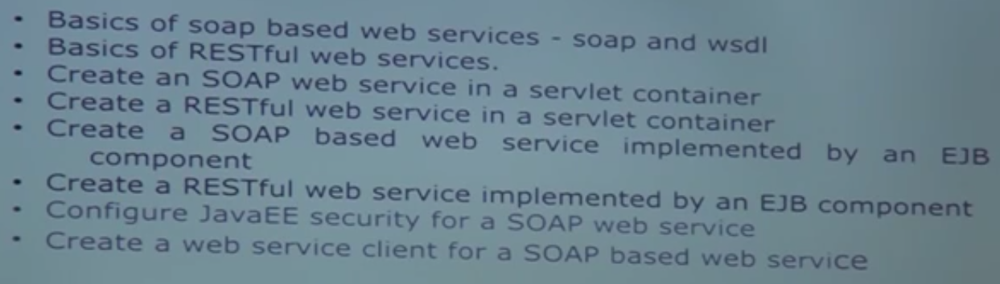 • Basics of soap based web services - soap and wsdl
• Basics of RESTful web services.
• Create an SOAP web service in a servlet container
• Create a RESTful web service in a servlet container
• Create a SOAP based web service implemented by an EJB
component
• Create a RESTful web service implemented by an EJB component
• Configure JavaEE security for a SOAP web service
• Create a web service client for a SOAP based web service